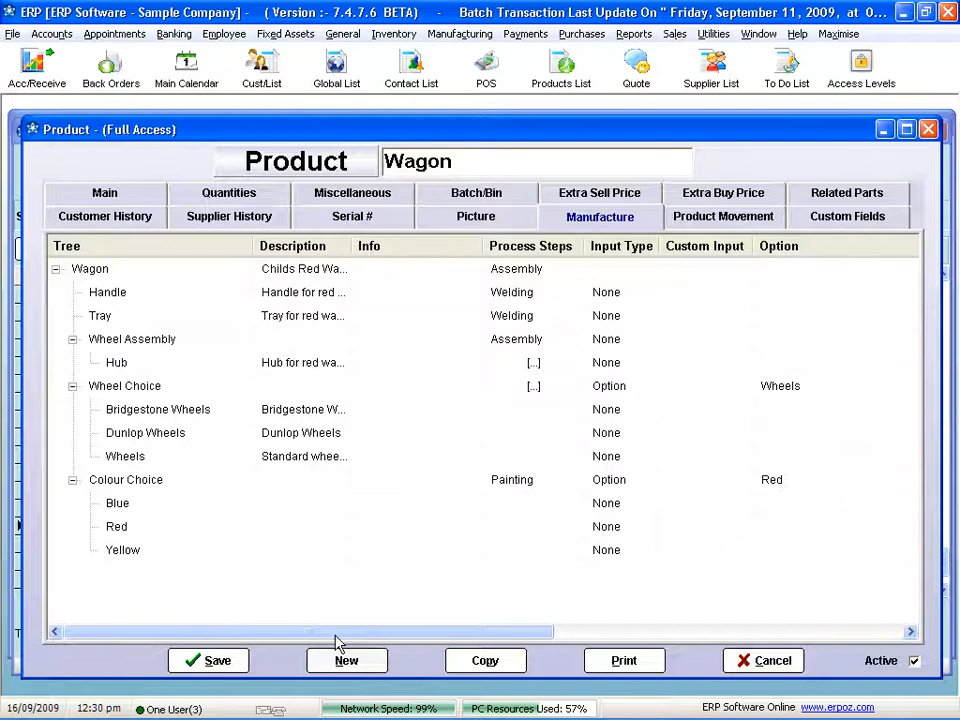 ERP [ERP Software - Sample Company] - ( Version :- 7.4.7.6 BETA) - Batch Transaction Last Update On " Friday, September 11, 2009, at O...
File Accounts Appointments Banking Employee Fixed Assets General Inventory Manufacturing Payments Purchases Reports Sales Utilities Window Help Maximise
Acc/Receive Back Orders Main Calendar Cust/List Global List Contact List POS Products List Quote Supplier List To Do List Access Levels
Product - (Full Access)
Product Wagon
Main Quantities Miscellaneous Batch/Bin Extra Sell Price Extra Buy Price Related Parts
Customer History Supplier History Serial # Picture Manufacture Product Movement Custom Fields
Tree Description Info Process Steps Input Type Custom Input Option
Wagon Childs Red Wa... Assembly
Handle Handle for red ... Welding None
Tray Tray for red wa... Welding None
Wheel Assembly Assembly None
Hub Hub for red wa... [...] None
Wheel Choice [...] Option Wheels
Bridgestone Wheels Bridgestone W... None
Dunlop Wheels Dunlop Wheels None
Wheels Standard whee... None
Colour Choice Painting Option Red
Blue None
Red None
Yellow None
Save New Copy Print Cancel Active
16/09/2009 12:30 pm One User(3) Network Speed: 99% PC Resources Used: 57% ERP Software Online www.erpoz.com